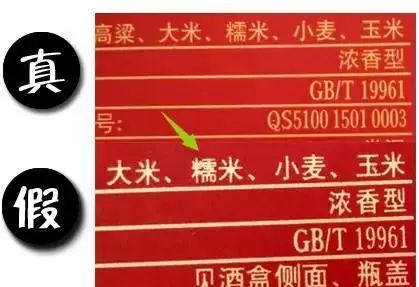 真
高粱、大米、糯米、小麦、玉米
浓香型
GB/T 19961
号: QS5100 1501 0003
假
大米、糯米、小麦、玉米
浓香型
GB/T 19961
见酒盒侧面、瓶盖